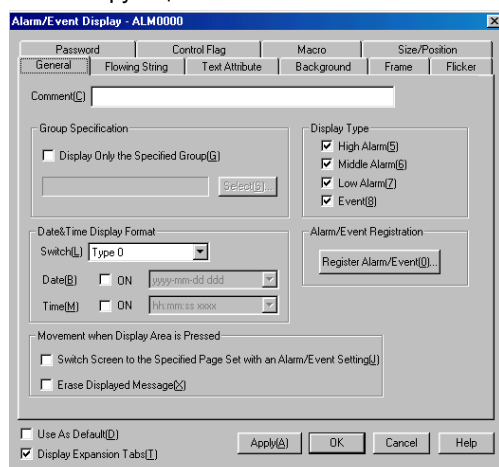 Alarm/Event Display - ALM0000
Password Control Flag Macro Size/Position
General Flowing String Text Attribute Background Frame Flicker
Comment(C)
Group Specification
Display Only the Specified Group(G)
Select(S)...
Display Type
High Alarm(5)
Middle Alarm(6)
Low Alarm(7)
Event(8)
Date&Time Display Format
Switch(L) Type 0
Date(B) ON yyyy-mm-dd ddd
Time(M) ON hh:mm:ss xxxx
Alarm/Event Registration
Register Alarm/Event(0)...
Movement when Display Area is Pressed
Switch Screen to the Specified Page Set with an Alarm/Event Setting(J)
Erase Displayed Message(X)
Use As Default(D)
Display Expansion Tabs(T)
Apply(A) OK Cancel Help